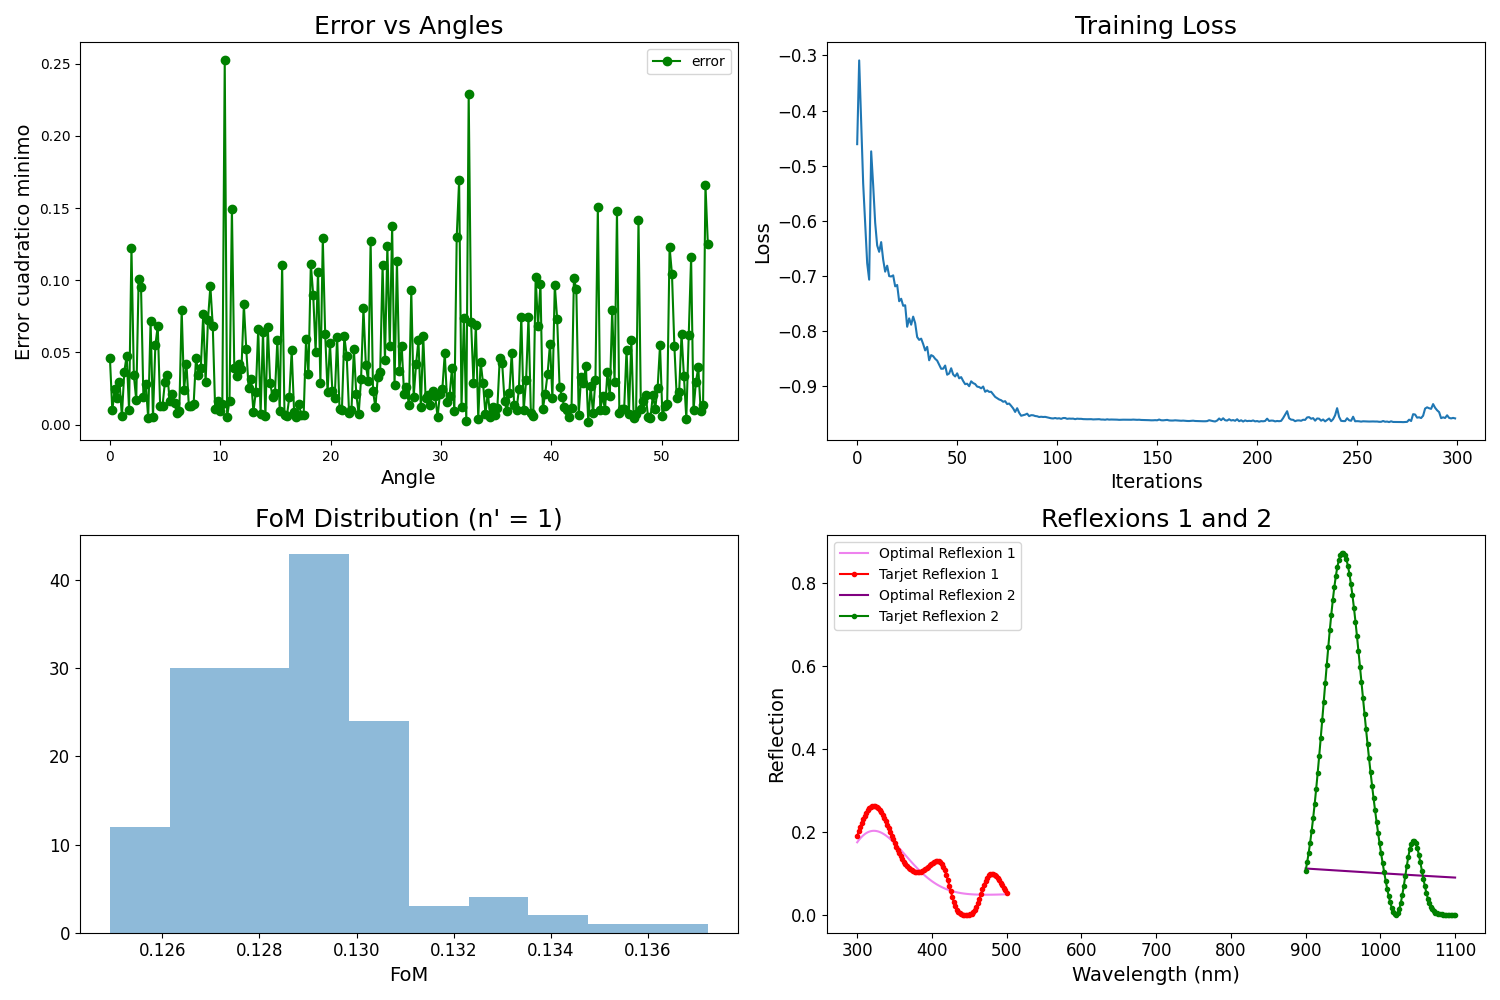 Error vs Angles
error
Error cuadratico minimo
0.25
0.20
0.15
0.10
0.05
0.00
0 10 20 30 40 50
Angle
Training Loss
Loss
−0.3
−0.4
−0.5
−0.6
−0.7
−0.8
−0.9
0 50 100 150 200 250 300
Iterations
FoM Distribution (n' = 1)
40
30
20
10
0
0.126 0.128 0.130 0.132 0.134 0.136
FoM
Reflexions 1 and 2
Optimal Reflexion 1
Tarjet Reflexion 1
Optimal Reflexion 2
Tarjet Reflexion 2
Reflection
0.8
0.6
0.4
0.2
0.0
300 400 500 600 700 800 900 1000 1100
Wavelength (nm)